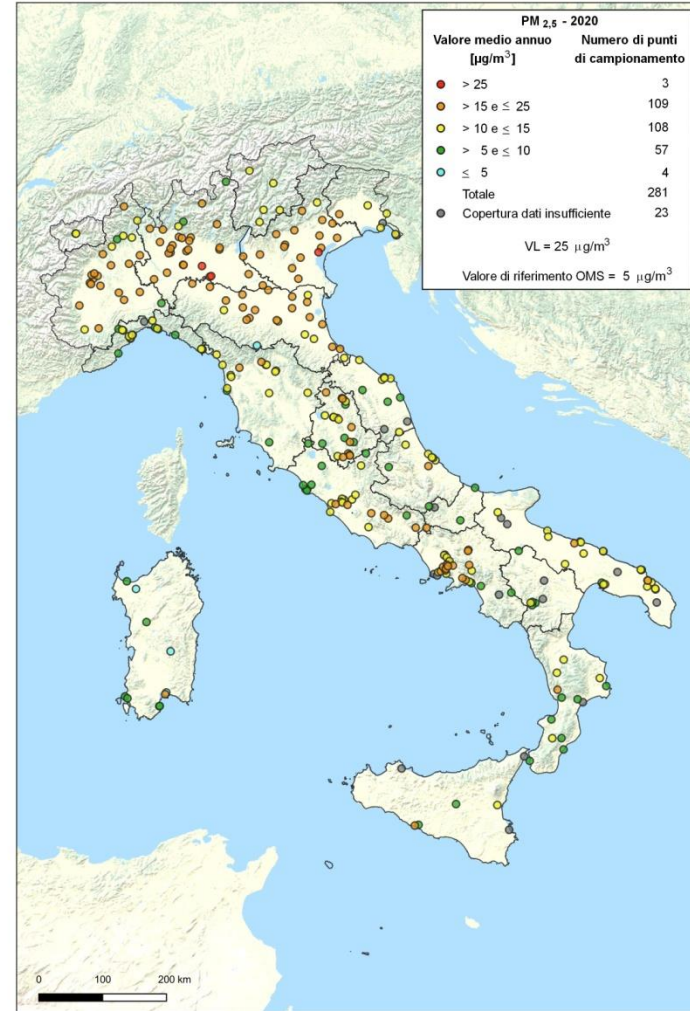 PM 2,5 - 2020
Valore medio annuo Numero di punti
[µg/m³] di campionamento
> 25 3
> 15 e ≤ 25 109
> 10 e ≤ 15 108
> 5 e ≤ 10 57
≤ 5 4
Totale 281
Copertura dati insufficiente 23
VL = 25 µg/m³
Valore di riferimento OMS = 5 µg/m³
0 100 200 km